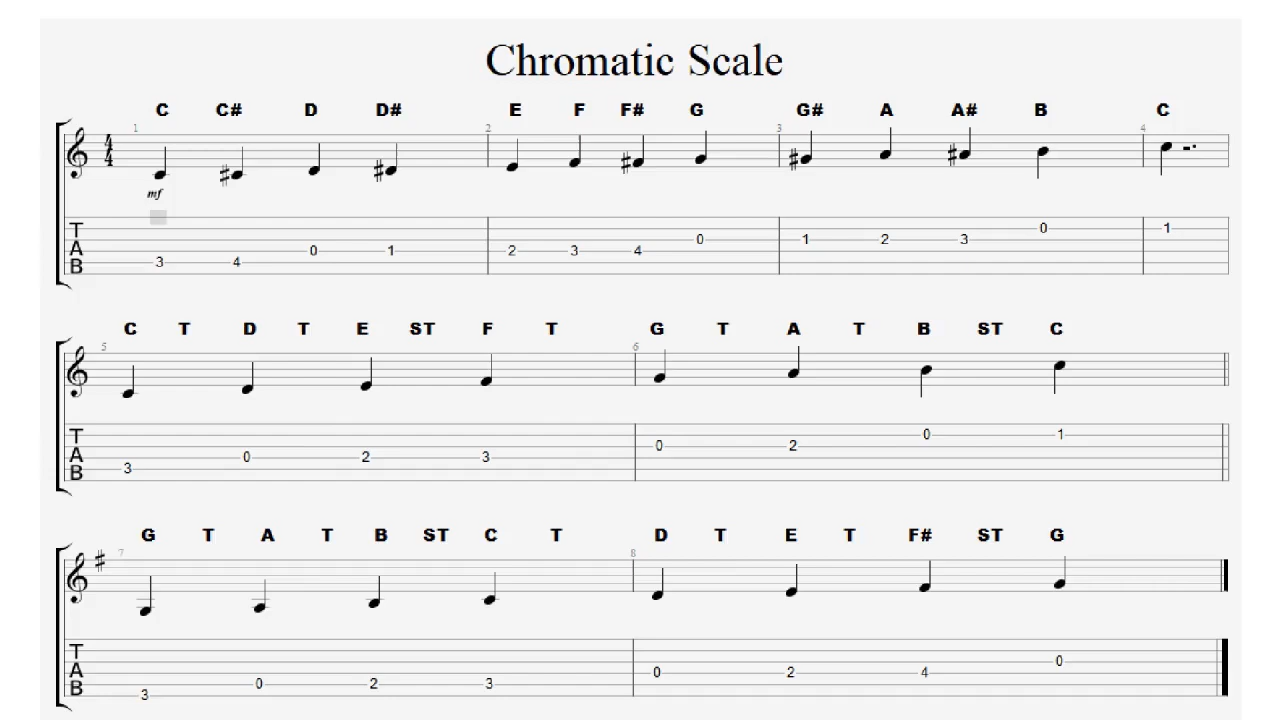 Chromatic Scale
C C# D D# E F F# G G# A A# B C
1 2 3 4
4
4
mf
T
A
B
0 0 1
0 1 2 3
0 1 2 3 4
3 4
C T D T E ST F T G T A T B ST C
5 6
T
A
B
0 1
0 2
0 2 3
3
G T A T B ST C T D T E T F# ST G
7 8
T
A
B
0
0 2 4
0 2 3
3